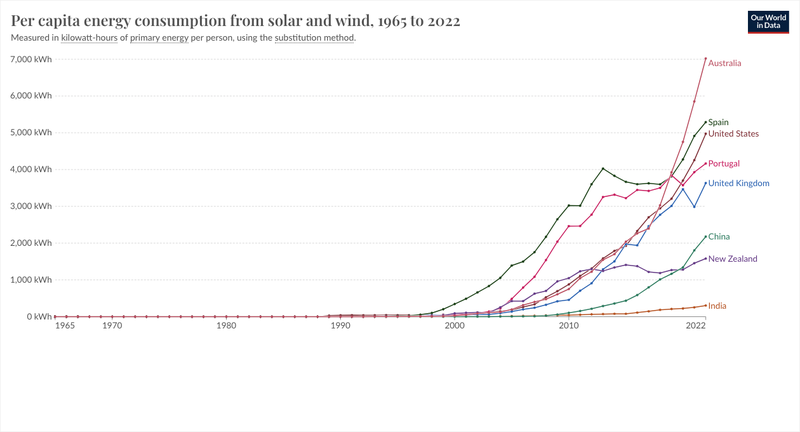 Per capita energy consumption from solar and wind, 1965 to 2022
Our World
in Data
Measured in kilowatt-hours of primary energy per person, using the substitution method.
7,000 kWh
Australia
6,000 kWh
Spain
5,000 kWh
United States
Portugal
4,000 kWh
United Kingdom
3,000 kWh
China
2,000 kWh
New Zealand
1,000 kWh
India
0 kWh
1965
1970
1980
1990
2000
2010
2022